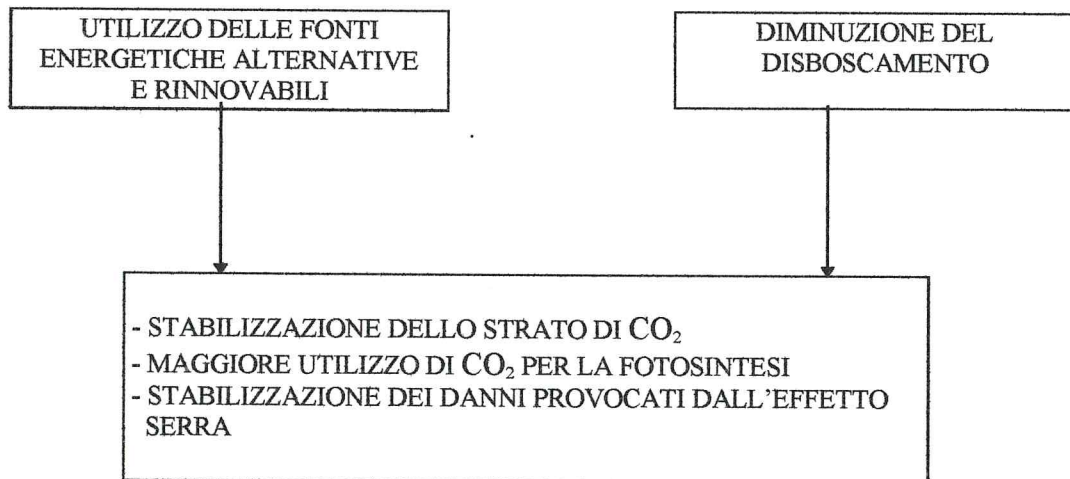 UTILIZZO DELLE FONTI
ENERGETICHE ALTERNATIVE
E RINNOVABILI
DIMINUZIONE DEL
DISBOSCAMENTO
- STABILIZZAZIONE DELLO STRATO DI CO₂
- MAGGIORE UTILIZZO DI CO₂ PER LA FOTOSINTESI
- STABILIZZAZIONE DEI DANNI PROVOCATI DALL'EFFETTO
SERRA